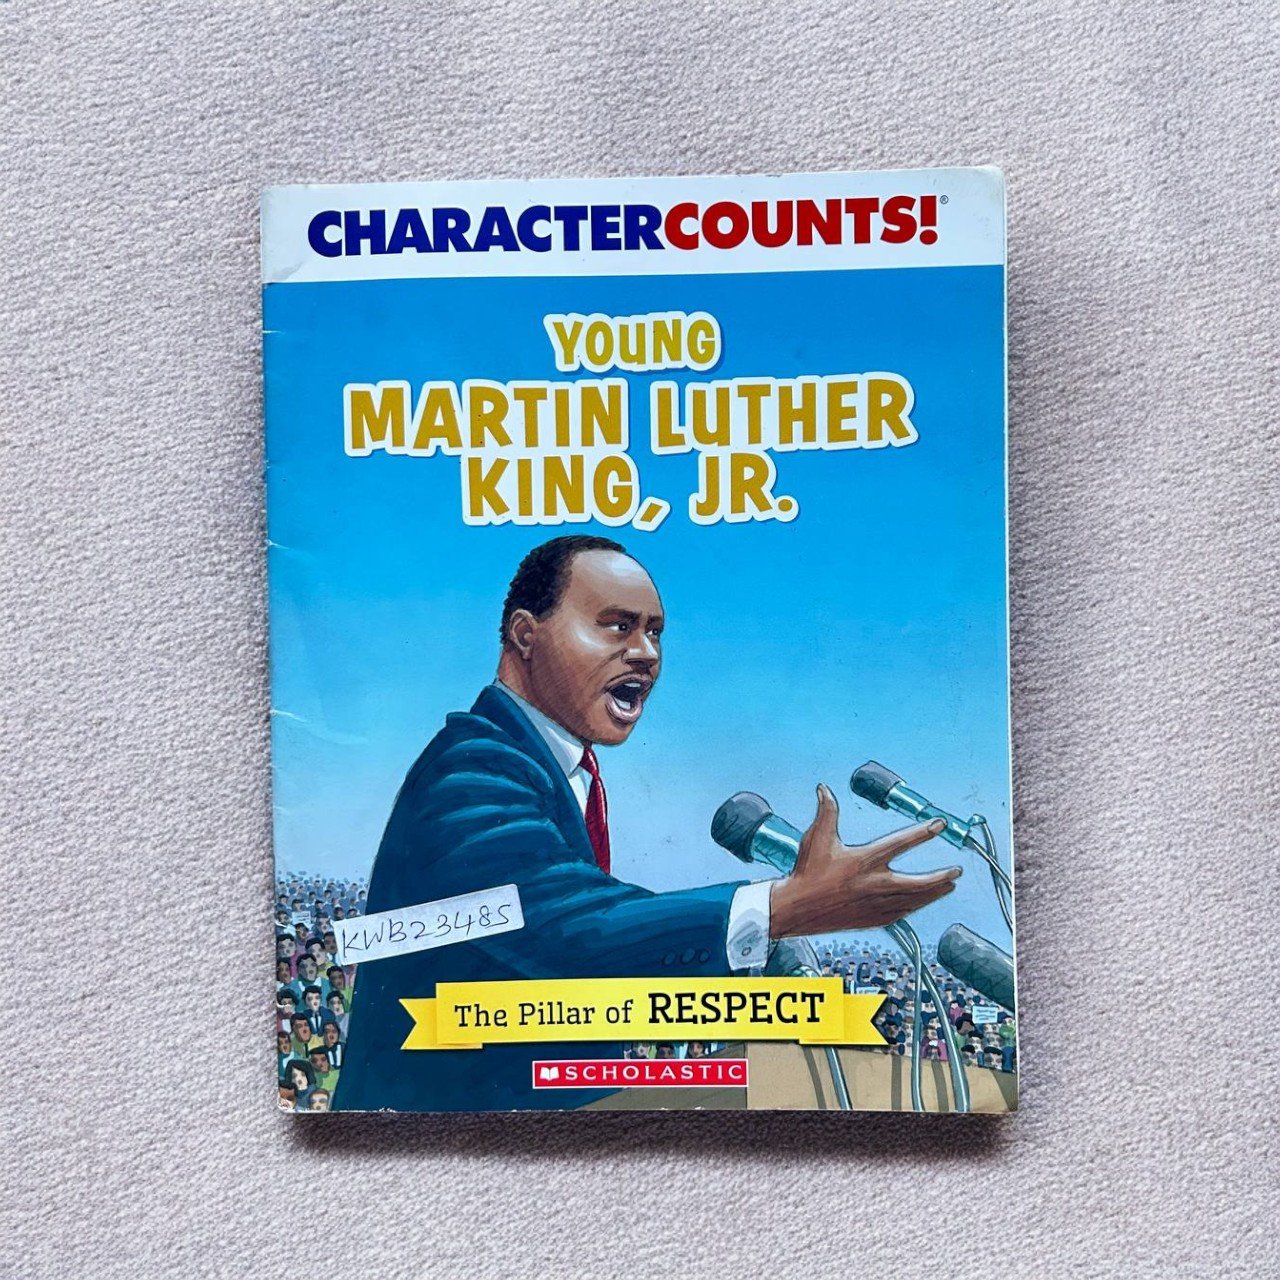 CHARACTERCOUNTS!®
YOUNG
MARTIN LUTHER
KING, JR.
KWB23485
The Pillar of RESPECT
SCHOLASTIC